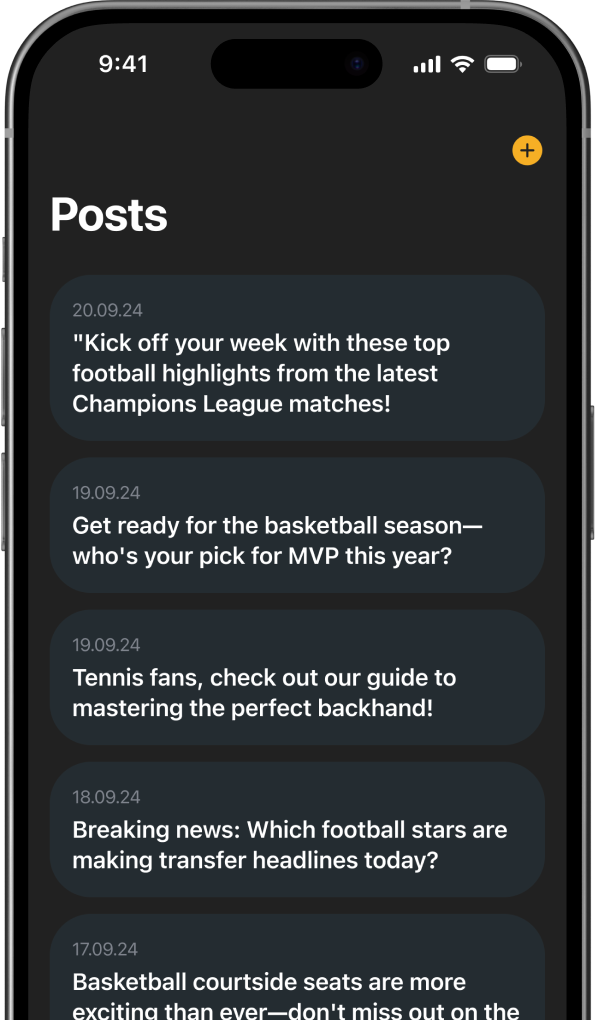 9:41
Posts
20.09.24
"Kick off your week with these top
football highlights from the latest
Champions League matches!
19.09.24
Get ready for the basketball season—
who's your pick for MVP this year?
19.09.24
Tennis fans, check out our guide to
mastering the perfect backhand!
18.09.24
Breaking news: Which football stars are
making transfer headlines today?
17.09.24
Basketball courtside seats are more
exciting than ever—don't miss out on the